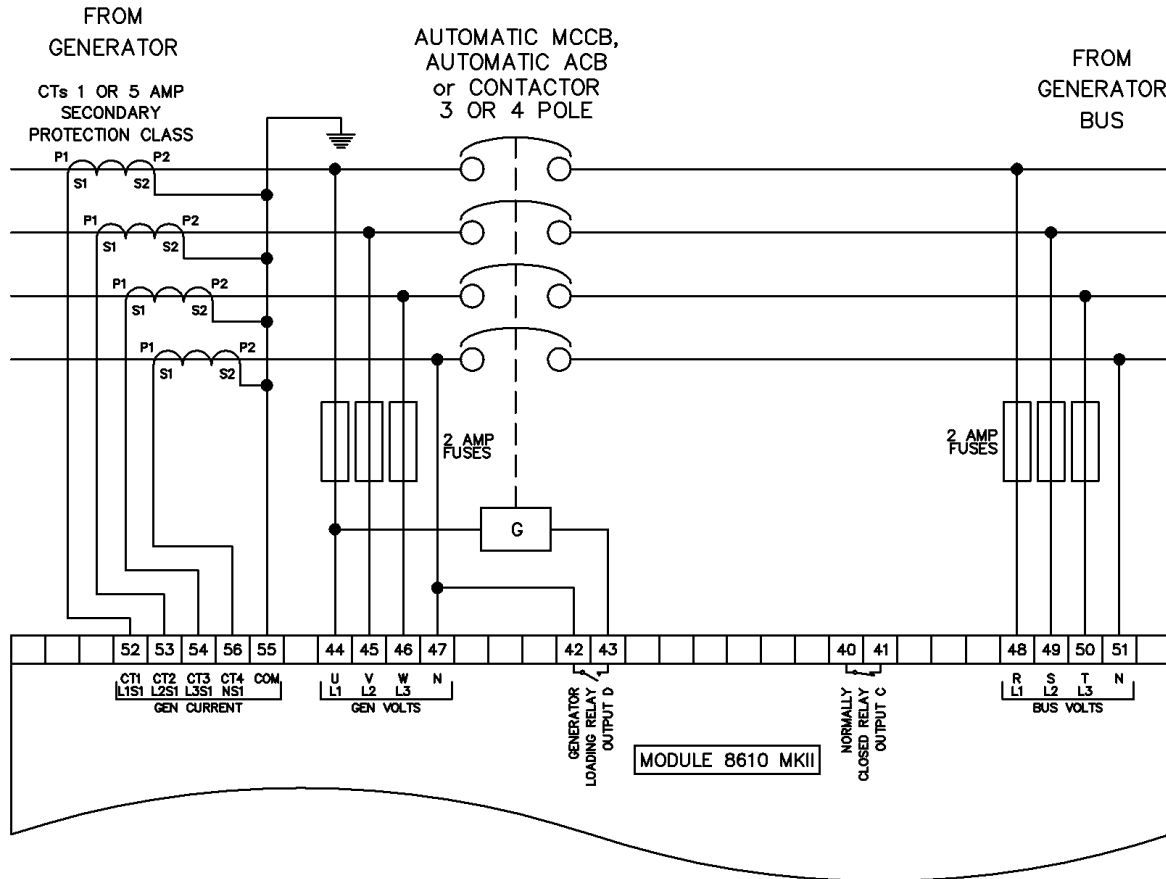 FROM
GENERATOR
CTs 1 OR 5 AMP
SECONDARY
PROTECTION CLASS
AUTOMATIC MCCB,
AUTOMATIC ACB
or CONTACTOR
3 OR 4 POLE
FROM
GENERATOR
BUS
P1 P2
S1 S2
P1 P2
S1 S2
P1 P2
S1 S2
P1 P2
S1 S2
2 AMP
FUSES
2 AMP
FUSES
G
52 53 54 56 55 44 45 46 47 42 43 40 41 48 49 50 51
CT1 CT2 CT3 CT4 COM
L1S1 L2S1 L3S1 NS1
GEN CURRENT
U V W N
L1 L2 L3
GEN VOLTS
GENERATOR
LOADING RELAY
OUTPUT D
NORMALLY
CLOSED RELAY
OUTPUT C
R S T N
L1 L2 L3
BUS VOLTS
MODULE 8610 MKII